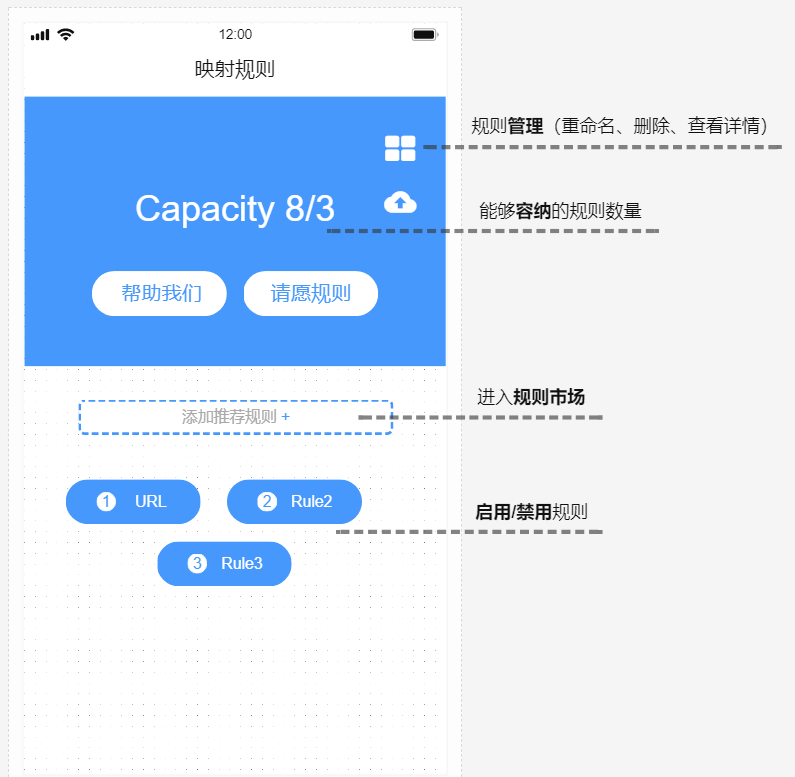 12:00
映射规则
规则管理（重命名、删除、查看详情）
Capacity 8/3
能够容纳的规则数量
帮助我们
请愿规则
进入规则市场
添加推荐规则 +
1 URL
2 Rule2
启用/禁用规则
3 Rule3